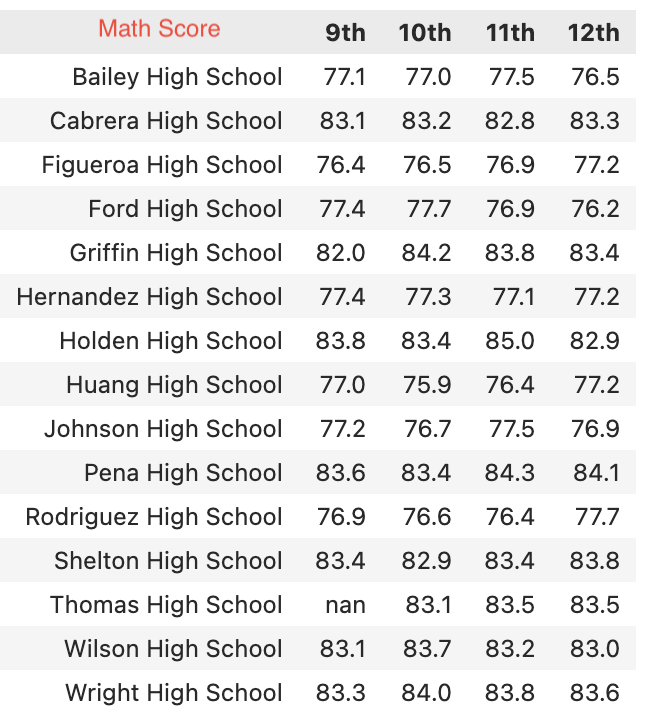 Math Score 9th 10th 11th 12th
Bailey High School 77.1 77.0 77.5 76.5
Cabrera High School 83.1 83.2 82.8 83.3
Figueroa High School 76.4 76.5 76.9 77.2
Ford High School 77.4 77.7 76.9 76.2
Griffin High School 82.0 84.2 83.8 83.4
Hernandez High School 77.4 77.3 77.1 77.2
Holden High School 83.8 83.4 85.0 82.9
Huang High School 77.0 75.9 76.4 77.2
Johnson High School 77.2 76.7 77.5 76.9
Pena High School 83.6 83.4 84.3 84.1
Rodriguez High School 76.9 76.6 76.4 77.7
Shelton High School 83.4 82.9 83.4 83.8
Thomas High School nan 83.1 83.5 83.5
Wilson High School 83.1 83.7 83.2 83.0
Wright High School 83.3 84.0 83.8 83.6